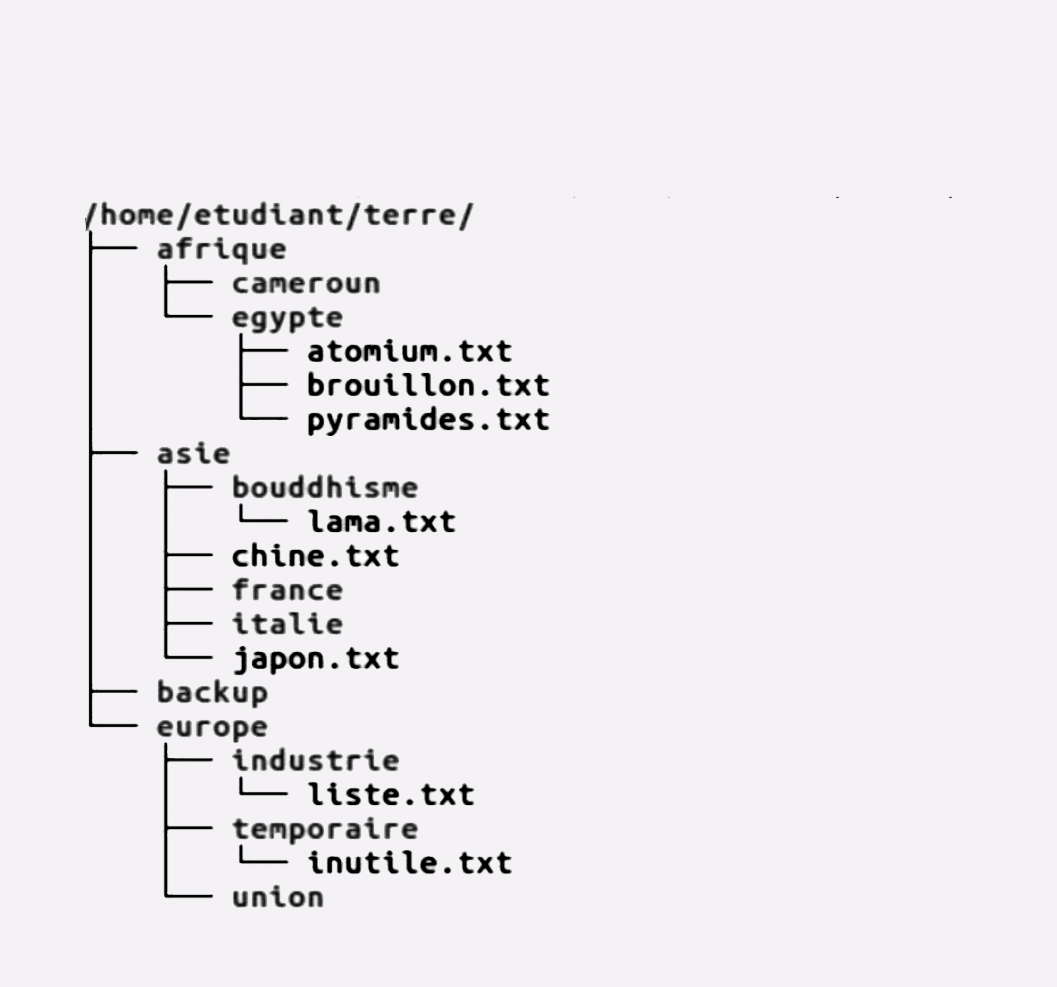 /home/etudiant/terre/
├── afrique
│   ├── cameroun
│   └── egypte
│       ├── atomium.txt
│       ├── brouillon.txt
│       └── pyramides.txt
├── asie
│   ├── bouddhisme
│   │   └── lama.txt
│   ├── chine.txt
│   ├── france
│   ├── italie
│   └── japon.txt
├── backup
└── europe
    ├── industrie
    │   └── liste.txt
    ├── temporaire
    │   └── inutile.txt
    └── union